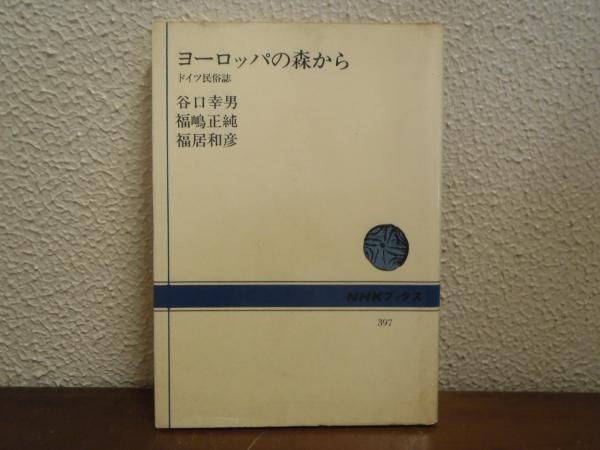 ヨーロッパの森から
ドイツ民俗誌
谷口幸男
福嶋正純
福居和彦
NHKブックス
397